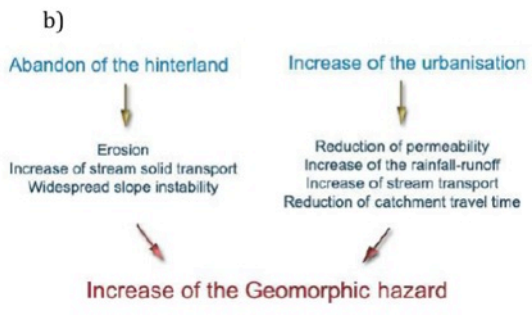 b)
Abandon of the hinterland
Erosion
Increase of stream solid transport
Widespread slope instability
Increase of the urbanisation
Reduction of permeability
Increase of the rainfall-runoff
Increase of stream transport
Reduction of catchment travel time
Increase of the Geomorphic hazard